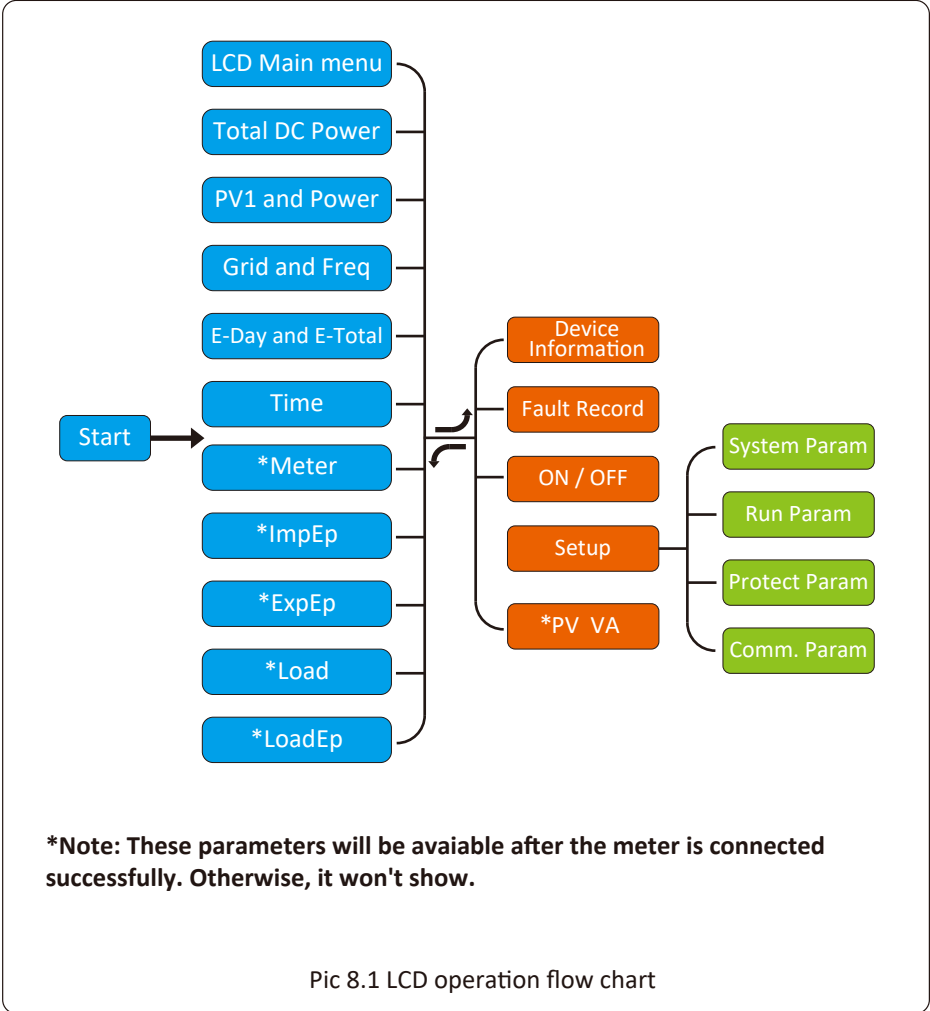 LCD Main menu
Total DC Power
PV1 and Power
Grid and Freq
E-Day and E-Total
Time
Start
*Meter
*ImpEp
*ExpEp
*Load
*LoadEp
Device
Information
Fault Record
ON / OFF
Setup
*PV VA
System Param
Run Param
Protect Param
Comm. Param
*Note: These parameters will be avaiable after the meter is connected
successfully. Otherwise, it won't show.
Pic 8.1 LCD operation flow chart